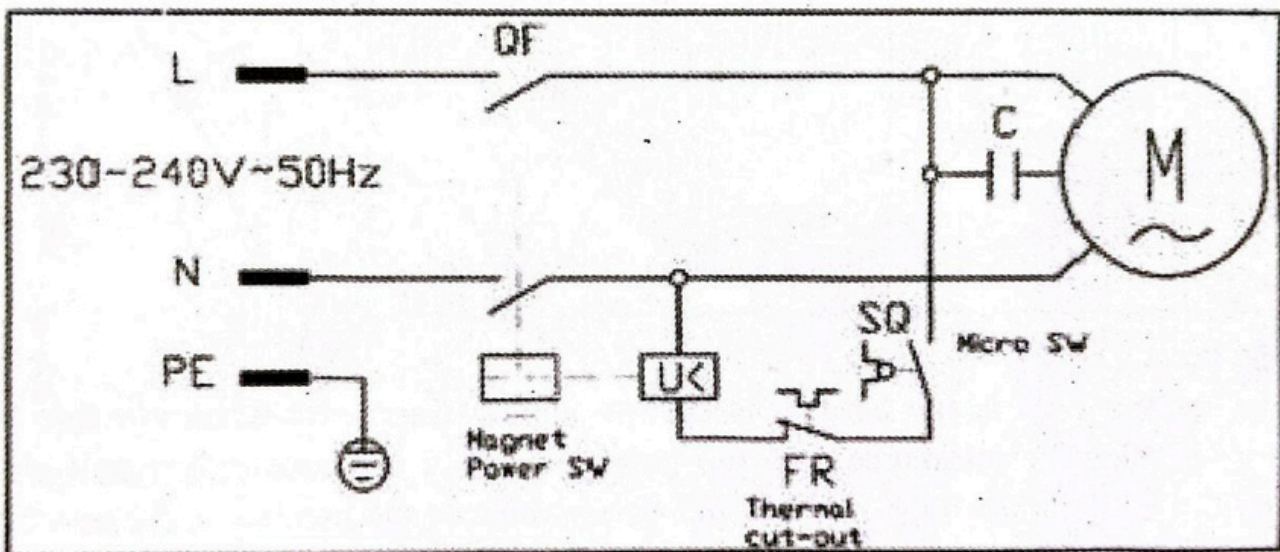 QF
L
C
M
230~240V~50Hz
N
SQ
Micro SW
PE
U<
Magnet
Power SW
FR
Thermal
cut-out